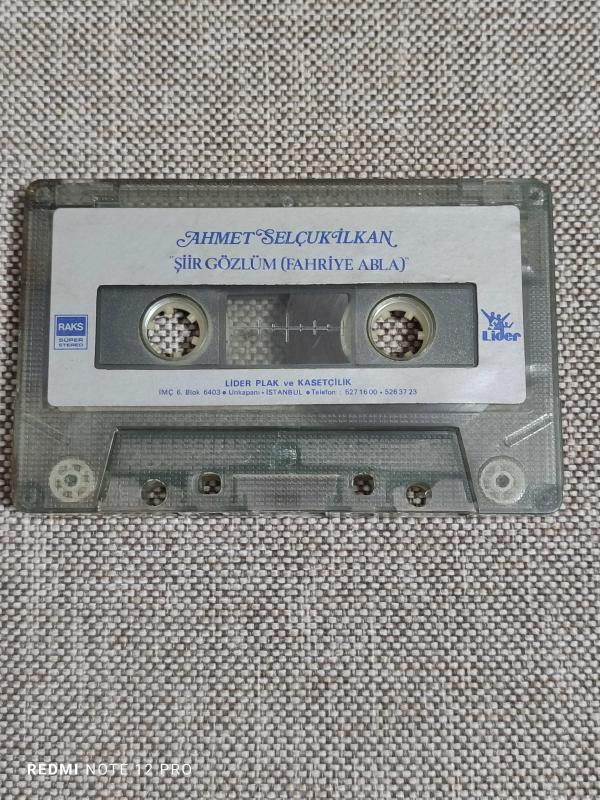 AHMET SELÇUK İLKAN
"ŞİİR GÖZLÜM (FAHRİYE ABLA)"
RAKS
SÜPER
STEREO
Lider
LİDER PLAK ve KASETÇİLİK
İMÇ 6. Blok 6403 • Unkapanı • İSTANBUL • Telefon : 527 16 00 • 526 37 23
REDMI NOTE 12 PRO